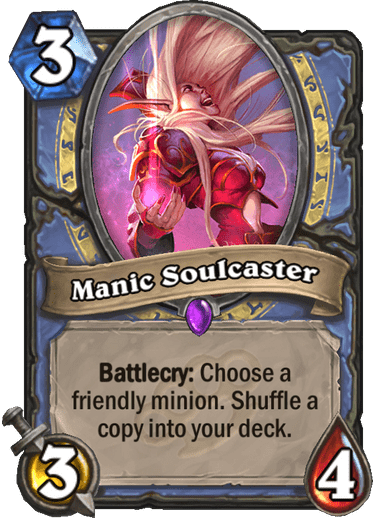 3
Manic Soulcaster
Battlecry: Choose a
friendly minion. Shuffle a
copy into your deck.
3
4